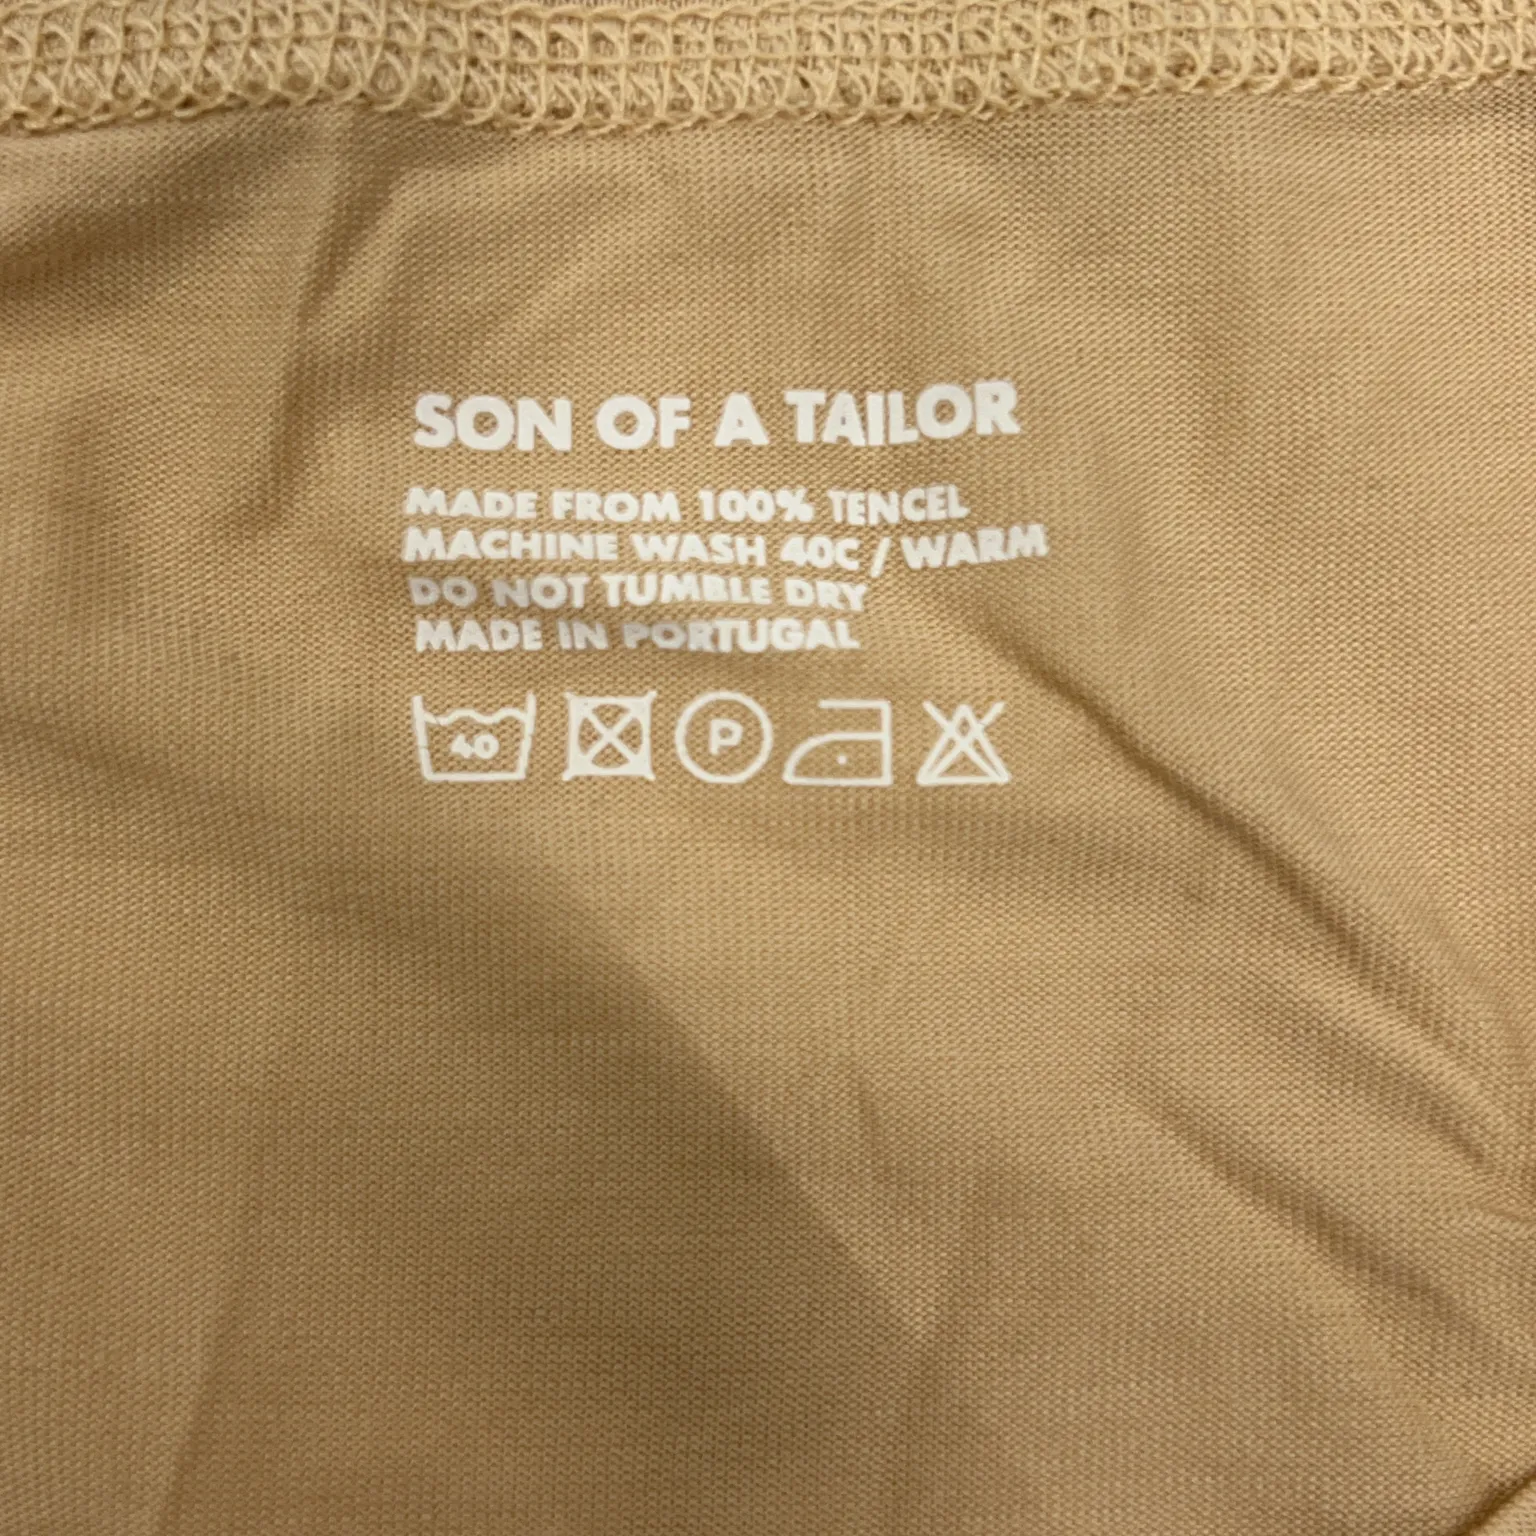 SON OF A TAILOR
MADE FROM 100% TENCEL
MACHINE WASH 40C / WARM
DO NOT TUMBLE DRY
MADE IN PORTUGAL
40 P